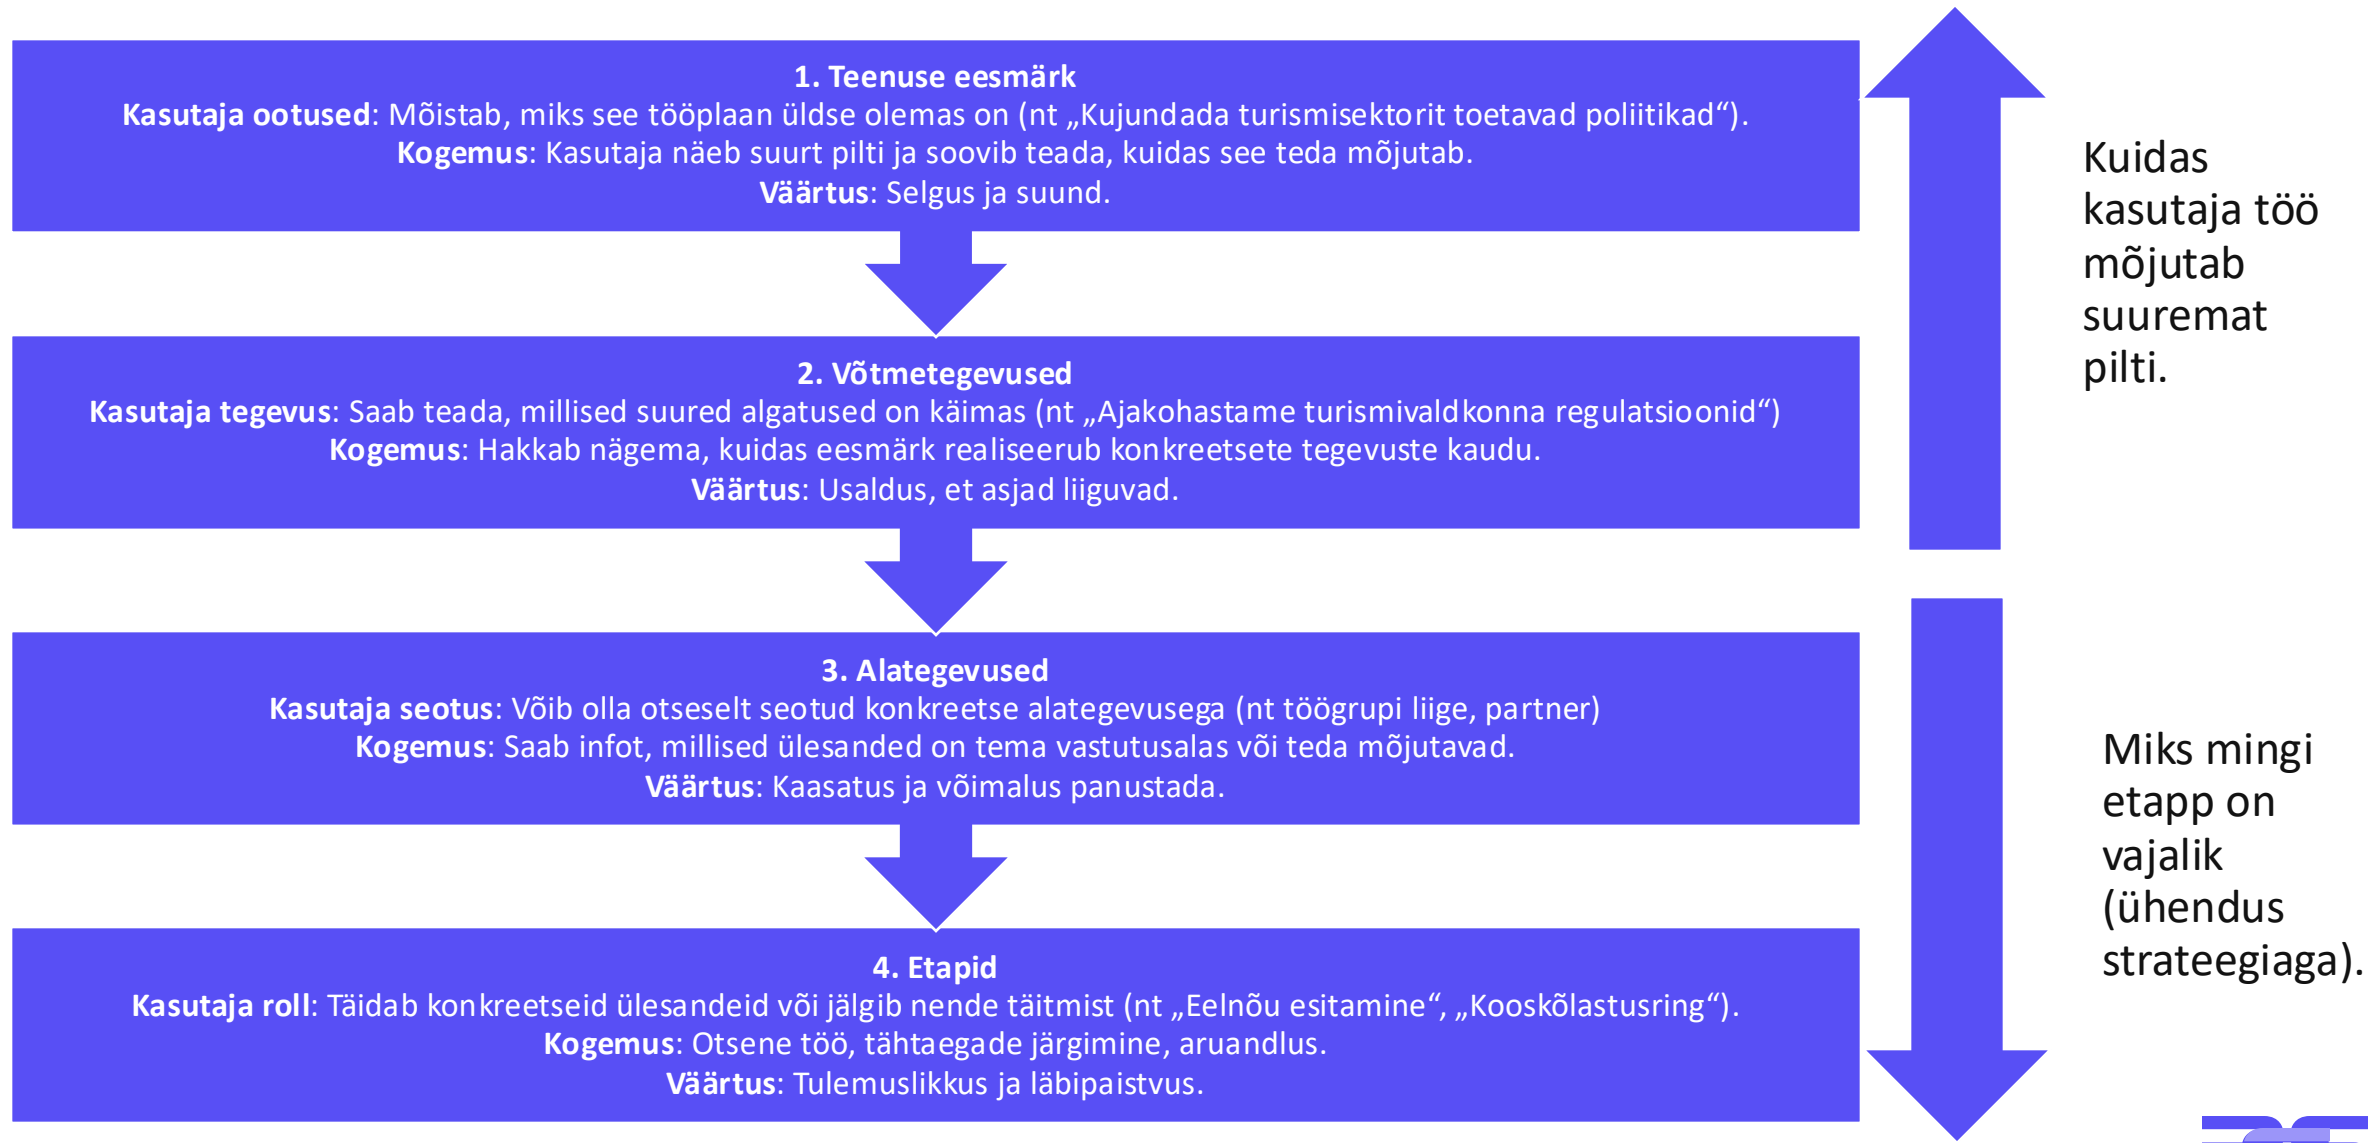 1. Teenuse eesmärk
Kasutaja ootused: Mõistab, miks see tööplaan üldse olemas on (nt „Kujundada turismisektorit toetavad poliitikad“).
Kogemus: Kasutaja näeb suurt pilti ja soovib teada, kuidas see teda mõjutab.
Väärtus: Selgus ja suund.
2. Võtmetegevused
Kasutaja tegevus: Saab teada, millised suured algatused on käimas (nt „Ajakohastame turismivaldkonna regulatsioonid“)
Kogemus: Hakkab nägema, kuidas eesmärk realiseerub konkreetsete tegevuste kaudu.
Väärtus: Usaldus, et asjad liiguvad.
3. Alategevused
Kasutaja seotus: Võib olla otseselt seotud konkreetse alategevusega (nt töögrupi liige, partner)
Kogemus: Saab infot, millised ülesanded on tema vastutusalas või teda mõjutavad.
Väärtus: Kaasatus ja võimalus panustada.
4. Etapid
Kasutaja roll: Täidab konkreetseid ülesandeid või jälgib nende täitmist (nt „Eelnõu esitamine“, „Kooskõlastusring“).
Kogemus: Otsene töö, tähtaegade järgimine, aruandlus.
Väärtus: Tulemuslikkus ja läbipaistvus.
Kuidas
kasutaja töö
mõjutab
suuremat
pilti.
Miks mingi
etapp on
vajalik
(ühendus
strateegiaga).